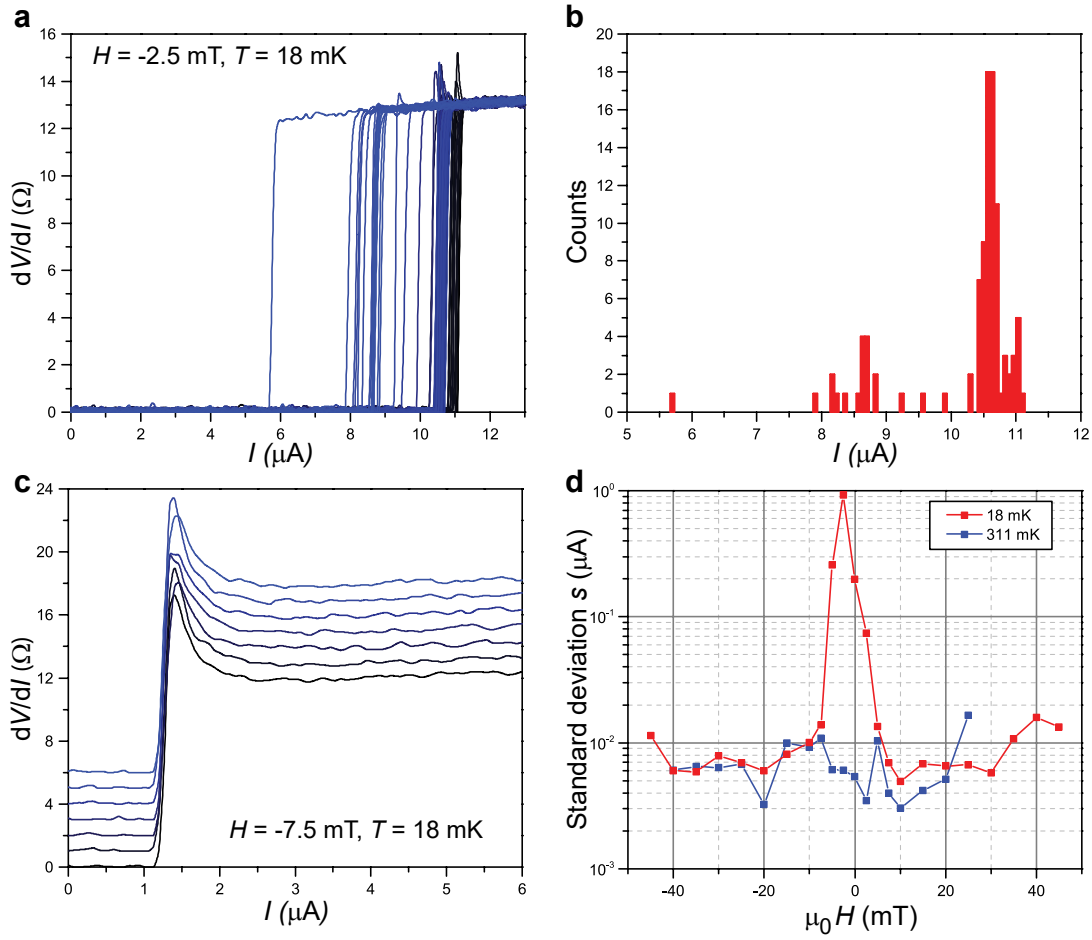 a
H = -2.5 mT, T = 18 mK
16
14
12
10
8
6
4
2
0
dV/dI (Ω)
0 2 4 6 8 10 12
I (μA)
b
20
18
16
14
12
10
8
6
4
2
0
Counts
5 6 7 8 9 10 11 12
I (μA)
c
24
20
16
12
8
4
0
dV/dI (Ω)
H = -7.5 mT, T = 18 mK
0 1 2 3 4 5 6
I (μA)
d
10⁰
10⁻¹
10⁻²
10⁻³
Standard deviation s (μA)
18 mK
311 mK
-40 -20 0 20 40
μ₀H (mT)